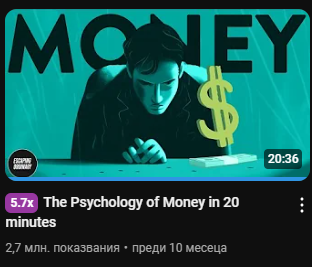 MONEY
$
ESCAPING
ORDINARY
20:36
5.7x The Psychology of Money in 20
minutes
2,7 млн. показвания • преди 10 месеца